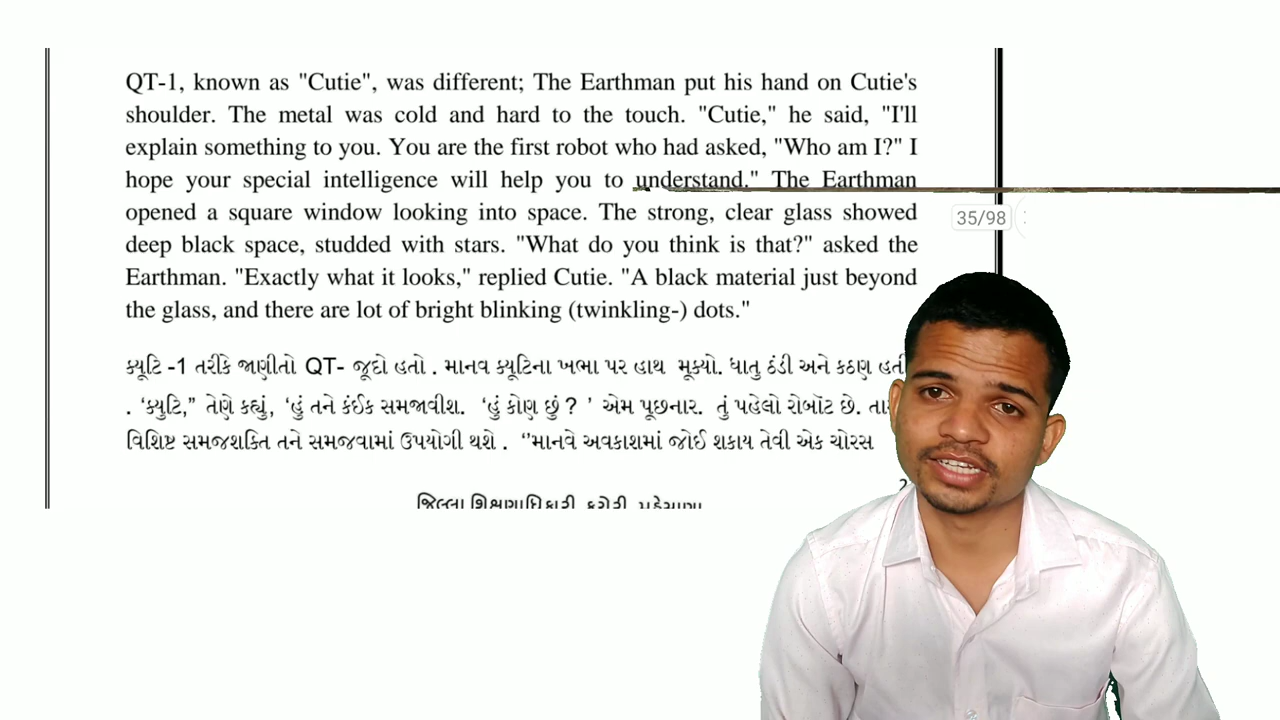 QT-1, known as "Cutie", was different; The Earthman put his hand on Cutie's
shoulder. The metal was cold and hard to the touch. "Cutie," he said, "I'll
explain something to you. You are the first robot who had asked, "Who am I?" I
hope your special intelligence will help you to understand." The Earthman
opened a square window looking into space. The strong, clear glass showed
deep black space, studded with stars. "What do you think is that?" asked the
Earthman. "Exactly what it looks," replied Cutie. "A black material just beyond
the glass, and there are lot of bright blinking (twinkling-) dots."
35/98
ક્યૂટિ -1 તરીકે જાણીતો QT- જૂદો હતો . માનવ ક્યૂટિના ખભા પર હાથ મૂક્યો. ધાતુ ઠંડી અને કઠણ હતી
. ‘ક્યુટિ,” તેણે કહ્યું, ‘હું તને કંઈક સમજાવીશ. ‘હું કોણ છું ? ’ એમ પૂછનાર. તું પહેલો રોબૉટ છે.
વિશિષ્ટ સમજશક્તિ તને સમજવામાં ઉપયોગી થશે . ‘’માનવે અવકાશમાં જોઈ શકાય તેવી એક ચોરસ